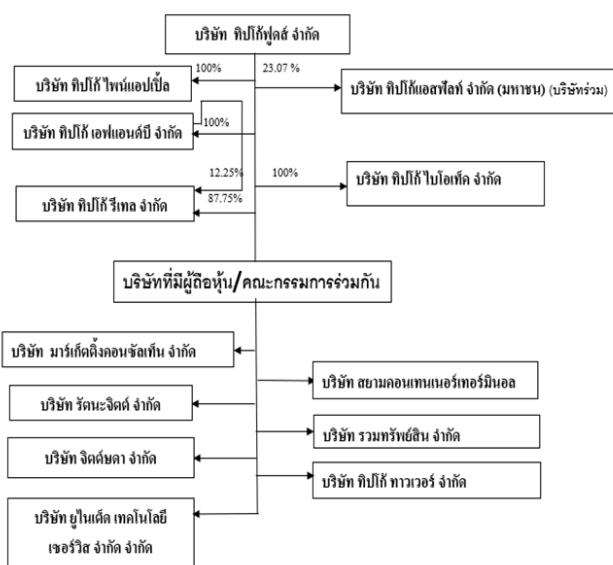 บริษัท ทิปโก้ฟูดส์ จำกัด
100%
23.07 %
บริษัท ทิปโก้ ไพน์แอปเปิ้ล
บริษัท ทิปโก้แอสฟัลท์ จำกัด (มหาชน) (บริษัทร่วม)
บริษัท ทิปโก้ เอฟแอนด์บี จำกัด
100%
12.25%
100%
บริษัท ทิปโก้ ไบโอเท็ค จำกัด
บริษัท ทิปโก้ รีเทล จำกัด
87.75%
บริษัทที่มีผู้ถือหุ้น/คณะกรรมการร่วมกัน
บริษัท มาร์เก็ตติ้งคอนซัลเท็น จำกัด
บริษัท สยามคอนเทนเนอร์เทอร์มินอล
บริษัท รัตนะจิตต์ จำกัด
บริษัท รวมทรัพย์สิน จำกัด
บริษัท จิตต์ษดา จำกัด
บริษัท ทิปโก้ ทาวเวอร์ จำกัด
บริษัท ยูไนเต็ด เทคโนโลยี
เซอร์วิส จำกัด จำกัด